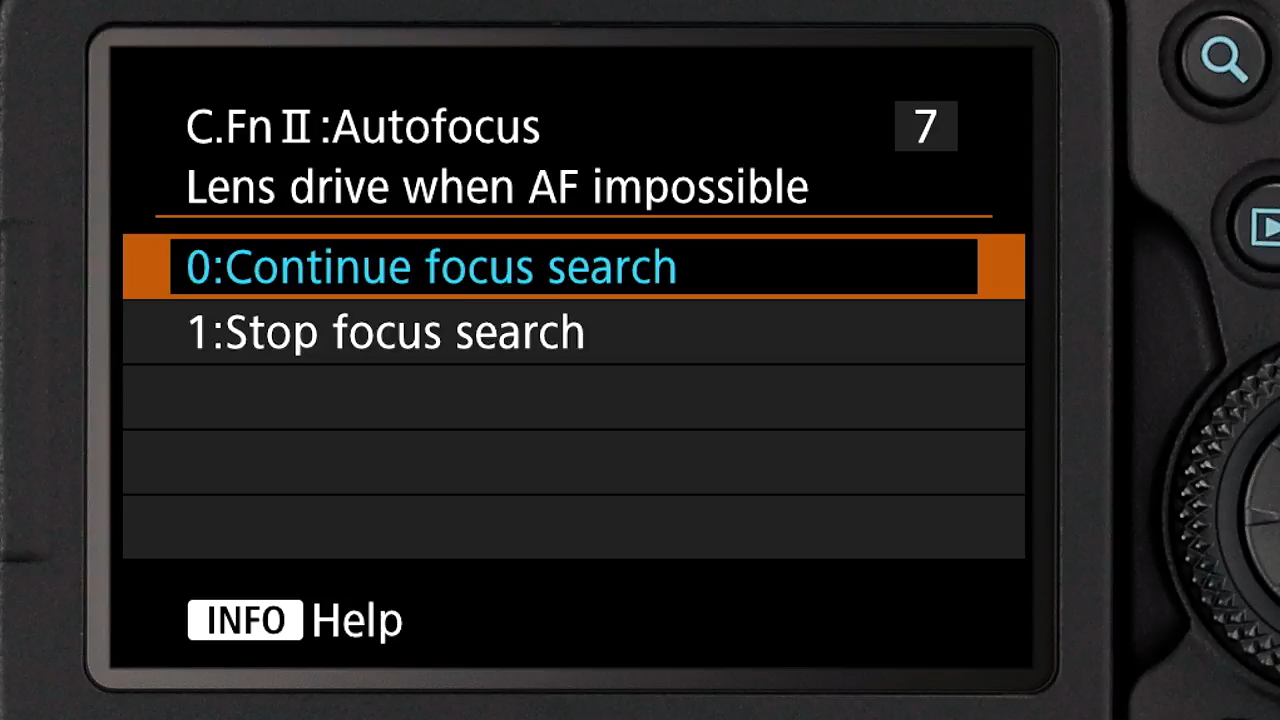 C.Fn II :Autofocus 7
Lens drive when AF impossible
0:Continue focus search
1:Stop focus search
INFO Help